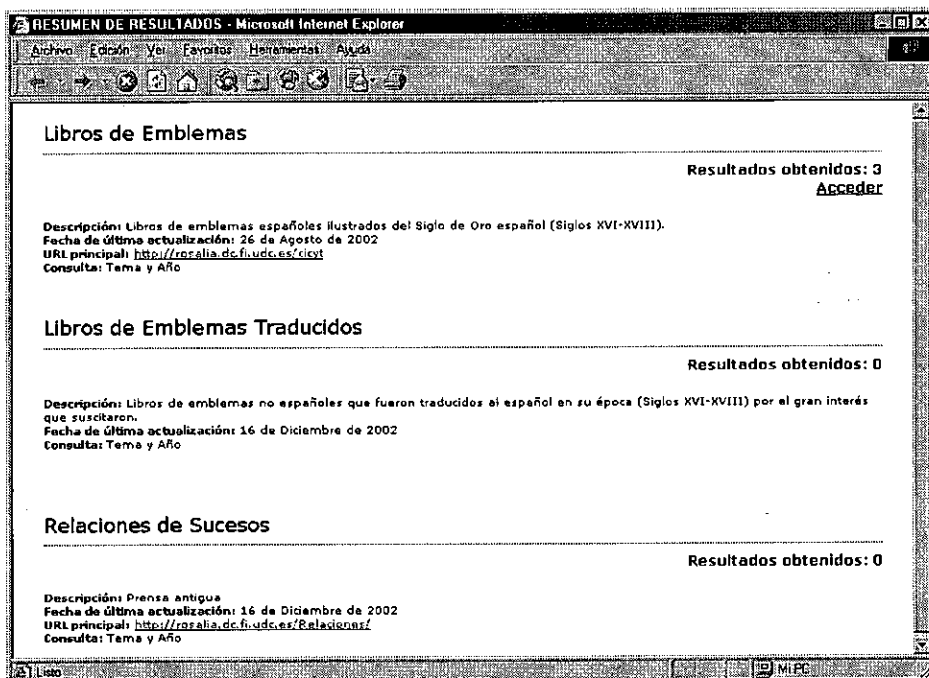 RESUMEN DE RESULTADOS - Microsoft Internet Explorer
Archivo Edición Ver Favoritos Herramientas Ayuda
Libros de Emblemas
Resultados obtenidos: 3
Acceder
Descripción: Libros de emblemas españoles ilustrados del Siglo de Oro español (Siglos XVI-XVIII).
Fecha de última actualización: 26 de Agosto de 2002
URL principal: http://rosalia.dc.fi.udc.es/cicyt
Consulta: Tema y Año
Libros de Emblemas Traducidos
Resultados obtenidos: 0
Descripción: Libros de emblemas no españoles que fueron traducidos al español en su época (Siglos XVI-XVIII) por el gran interés
que suscitaron.
Fecha de última actualización: 16 de Diciembre de 2002
Consulta: Tema y Año
Relaciones de Sucesos
Resultados obtenidos: 0
Descripción: Prensa antigua
Fecha de última actualización: 16 de Diciembre de 2002
URL principal: http://rosalia.dc.fi.udc.es/Relaciones/
Consulta: Tema y Año
Listo
Mi PC